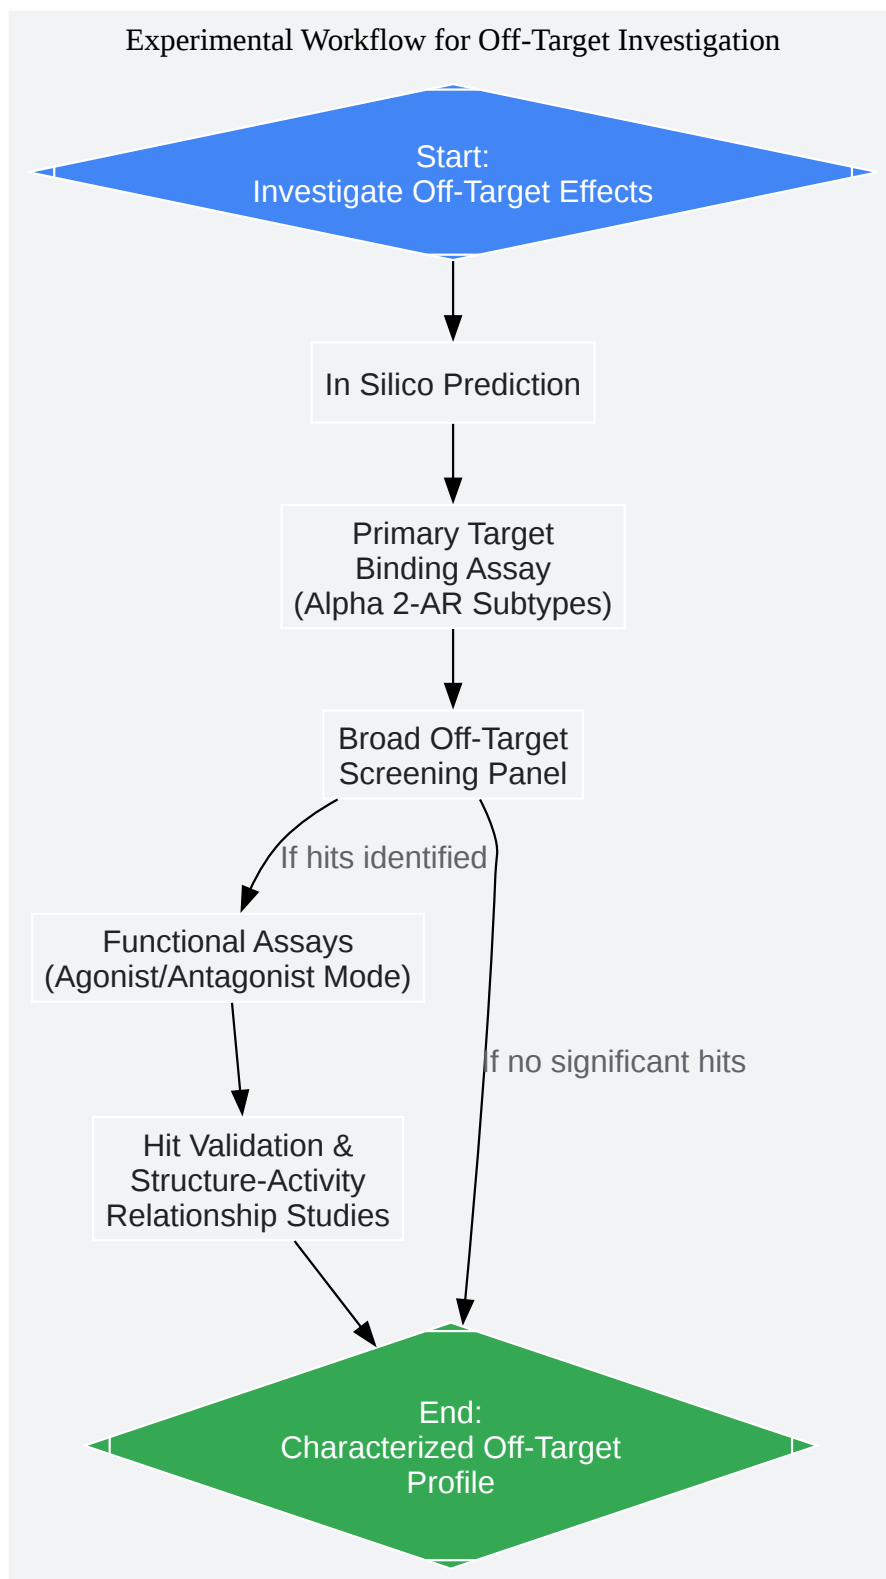 Experimental Workflow for Off-Target Investigation
Start:
Investigate Off-Target Effects
In Silico Prediction
Primary Target
Binding Assay
(Alpha 2-AR Subtypes)
Broad Off-Target
Screening Panel
If hits identified
Functional Assays
(Agonist/Antagonist Mode)
If no significant hits
Hit Validation &
Structure-Activity
Relationship Studies
End:
Characterized Off-Target
Profile